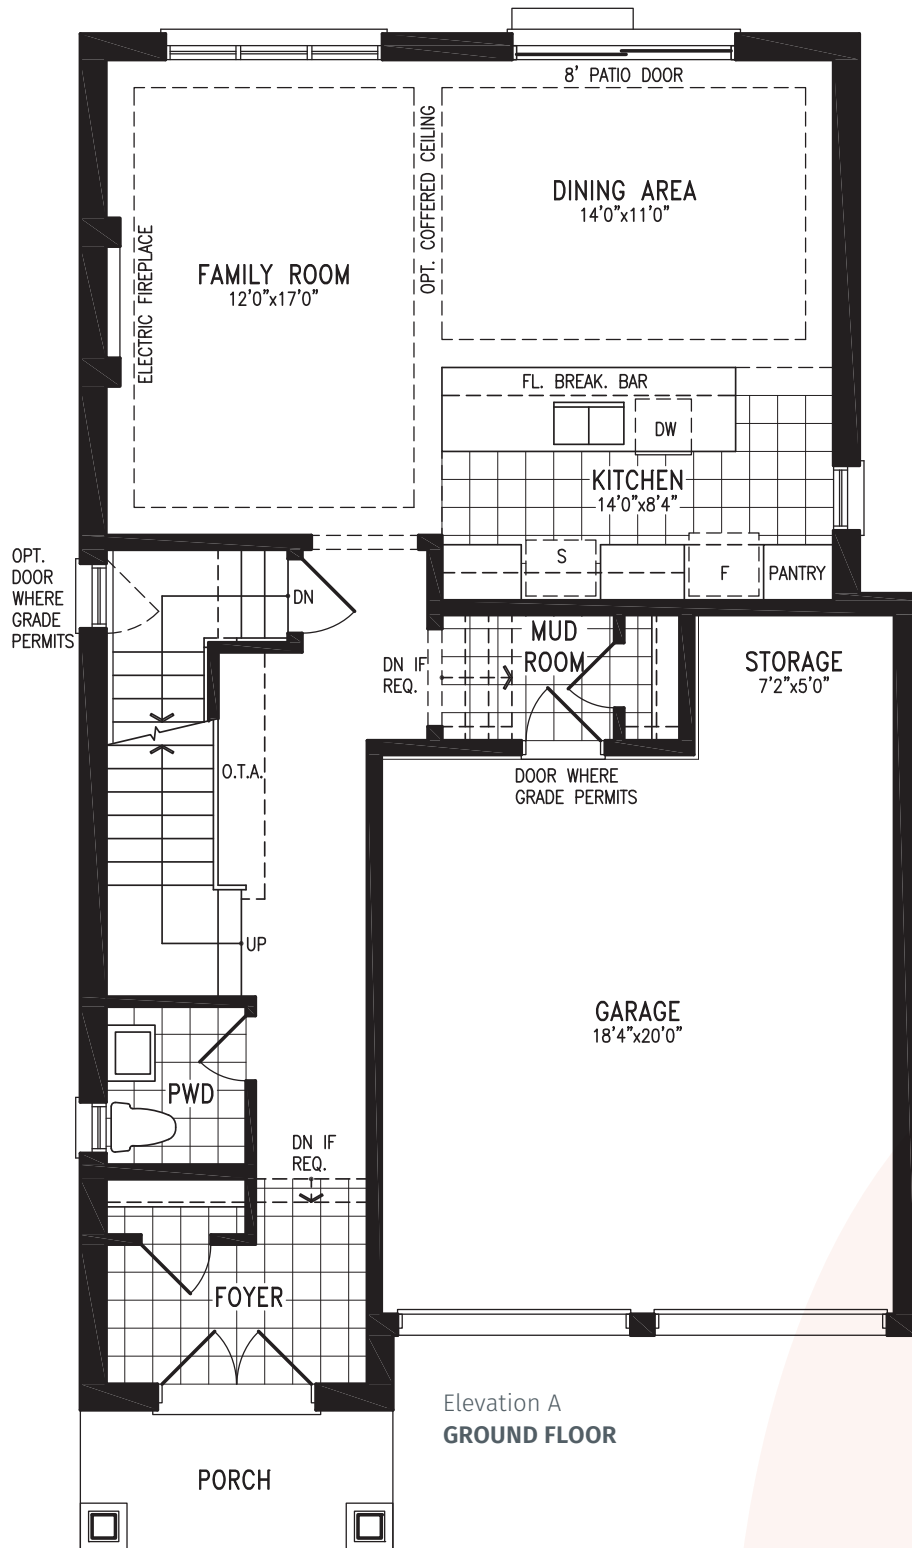 8' PATIO DOOR
DINING AREA
14'0"x11'0"
OPT. COFFERED CEILING
FAMILY ROOM
12'0"x17'0"
ELECTRIC FIREPLACE
FL. BREAK. BAR
DW
KITCHEN
14'0"x8'4"
S
F
PANTRY
OPT.
DOOR
WHERE
GRADE
PERMITS
DN
MUD
ROOM
DN IF
REQ.
STORAGE
7'2"x5'0"
O.T.A.
DOOR WHERE
GRADE PERMITS
UP
GARAGE
18'4"x20'0"
PWD
DN IF
REQ.
FOYER
Elevation A
GROUND FLOOR
PORCH